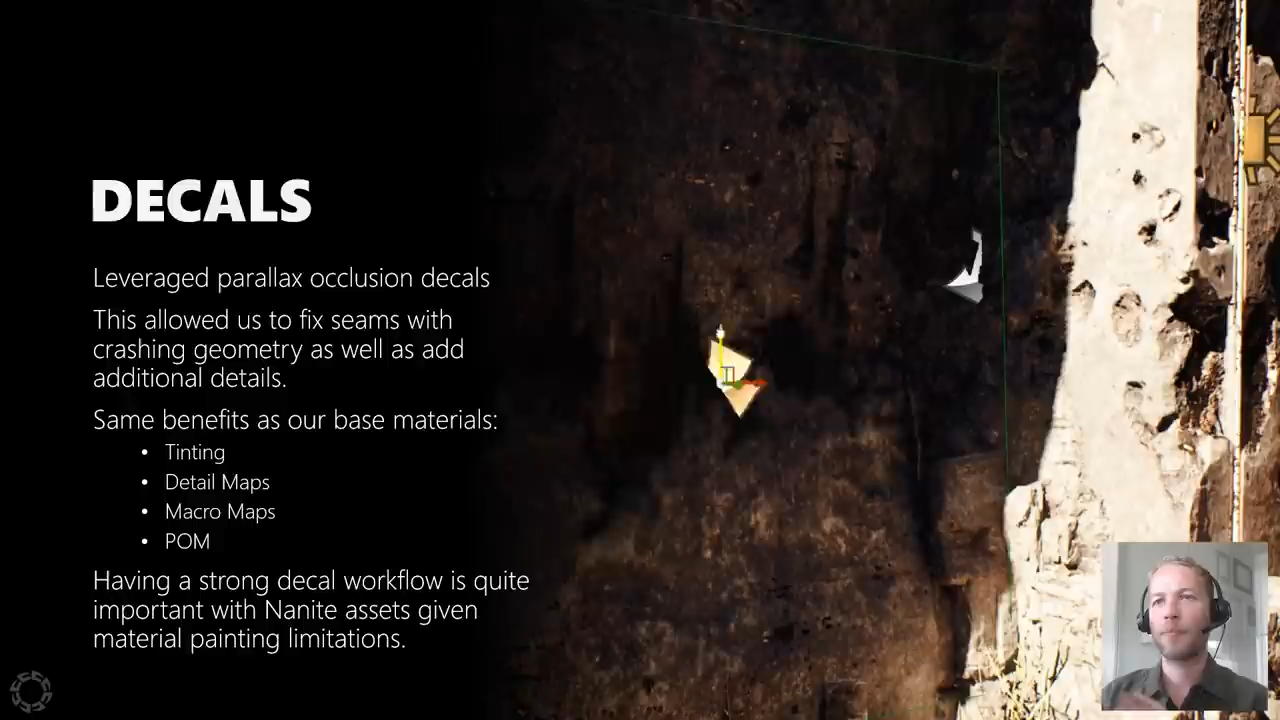 DECALS
Leveraged parallax occlusion decals
This allowed us to fix seams with
crashing geometry as well as add
additional details.
Same benefits as our base materials:
• Tinting
• Detail Maps
• Macro Maps
• POM
Having a strong decal workflow is quite
important with Nanite assets given
material painting limitations.